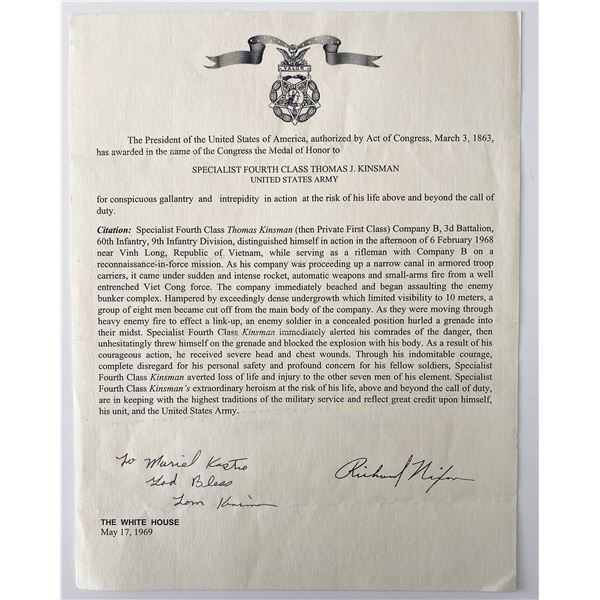 VALOR
The President of the United States of America, authorized by Act of Congress, March 3, 1863,
has awarded in the name of the Congress the Medal of Honor to
SPECIALIST FOURTH CLASS THOMAS J. KINSMAN
UNITED STATES ARMY
for conspicuous gallantry and intrepidity in action at the risk of his life above and beyond the call of
duty.
Citation: Specialist Fourth Class Thomas Kinsman (then Private First Class) Company B, 3d Battalion,
60th Infantry, 9th Infantry Division, distinguished himself in action in the afternoon of 6 February 1968
near Vinh Long, Republic of Vietnam, while serving as a rifleman with Company B on a
reconnaissance-in-force mission. As his company was proceeding up a narrow canal in armored troop
carriers, it came under sudden and intense rocket, automatic weapons and small-arms fire from a well
entrenched Viet Cong force. The company immediately beached and began assaulting the enemy
bunker complex. Hampered by exceedingly dense undergrowth which limited visibility to 10 meters, a
group of eight men became cut off from the main body of the company. As they were moving through
heavy enemy fire to effect a link-up, an enemy soldier in a concealed position hurled a grenade into
their midst. Specialist Fourth Class Kinsman immediately alerted his comrades of the danger, then
unhesitatingly threw himself on the grenade and blocked the explosion with his body. As a result of his
courageous action, he received severe head and chest wounds. Through his indomitable courage,
complete disregard for his personal safety and profound concern for his fellow soldiers, Specialist
Fourth Class Kinsman averted loss of life and injury to the other seven men of his element. Specialist
Fourth Class Kinsman's extraordinary heroism at the risk of his life, above and beyond the call of duty,
are in keeping with the highest traditions of the military service and reflect great credit upon himself,
his unit, and the United States Army.
To Muriel Kastro
God Bless
Tom Kinsman
Richard Nixon
THE WHITE HOUSE
May 17, 1969